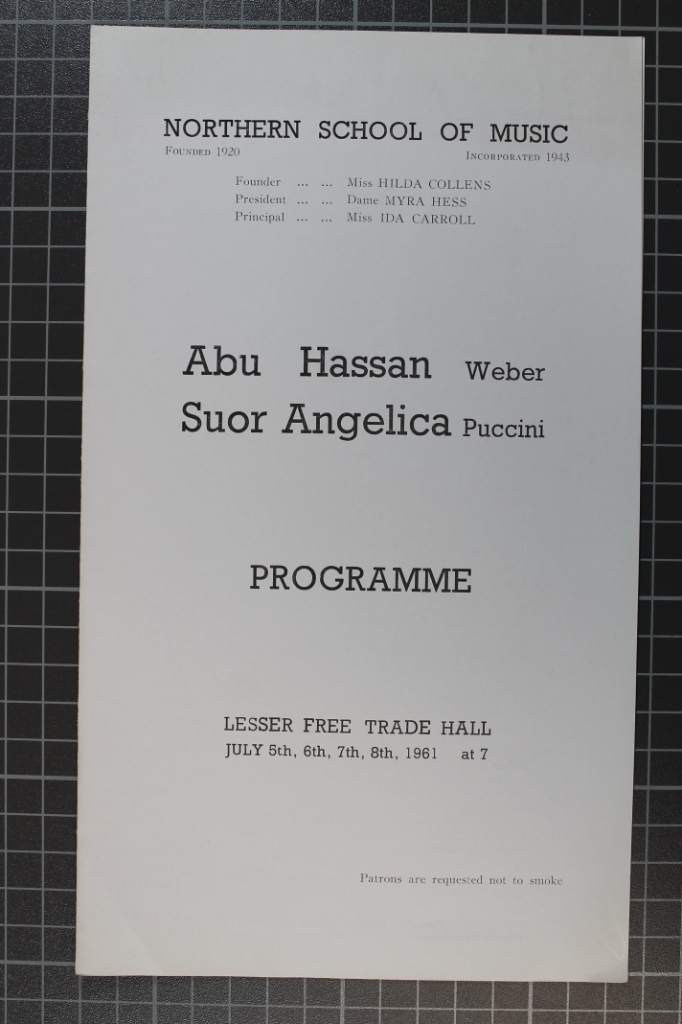 NORTHERN SCHOOL OF MUSIC
FOUNDED 1920 INCORPORATED 1943
Founder ... ... Miss HILDA COLLENS
President ... ... Dame MYRA HESS
Principal ... ... Miss IDA CARROLL
Abu Hassan Weber
Suor Angelica Puccini
PROGRAMME
LESSER FREE TRADE HALL
JULY 5th, 6th, 7th, 8th, 1961 at 7
Patrons are requested not to smoke